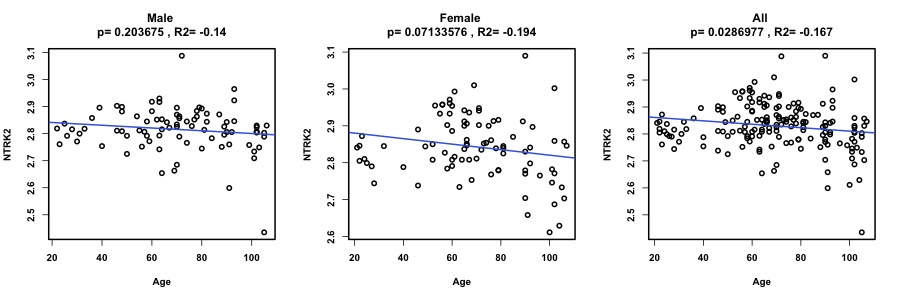 Male
p= 0.203675 , R2= -0.14
NTRK2
3.1
3.0
2.9
2.8
2.7
2.6
2.5
20 40 60 80 100
Age
Female
p= 0.07133576 , R2= -0.194
NTRK2
3.1
3.0
2.9
2.8
2.7
2.6
20 40 60 80 100
Age
All
p= 0.0286977 , R2= -0.167
NTRK2
3.1
3.0
2.9
2.8
2.7
2.6
2.5
20 40 60 80 100
Age